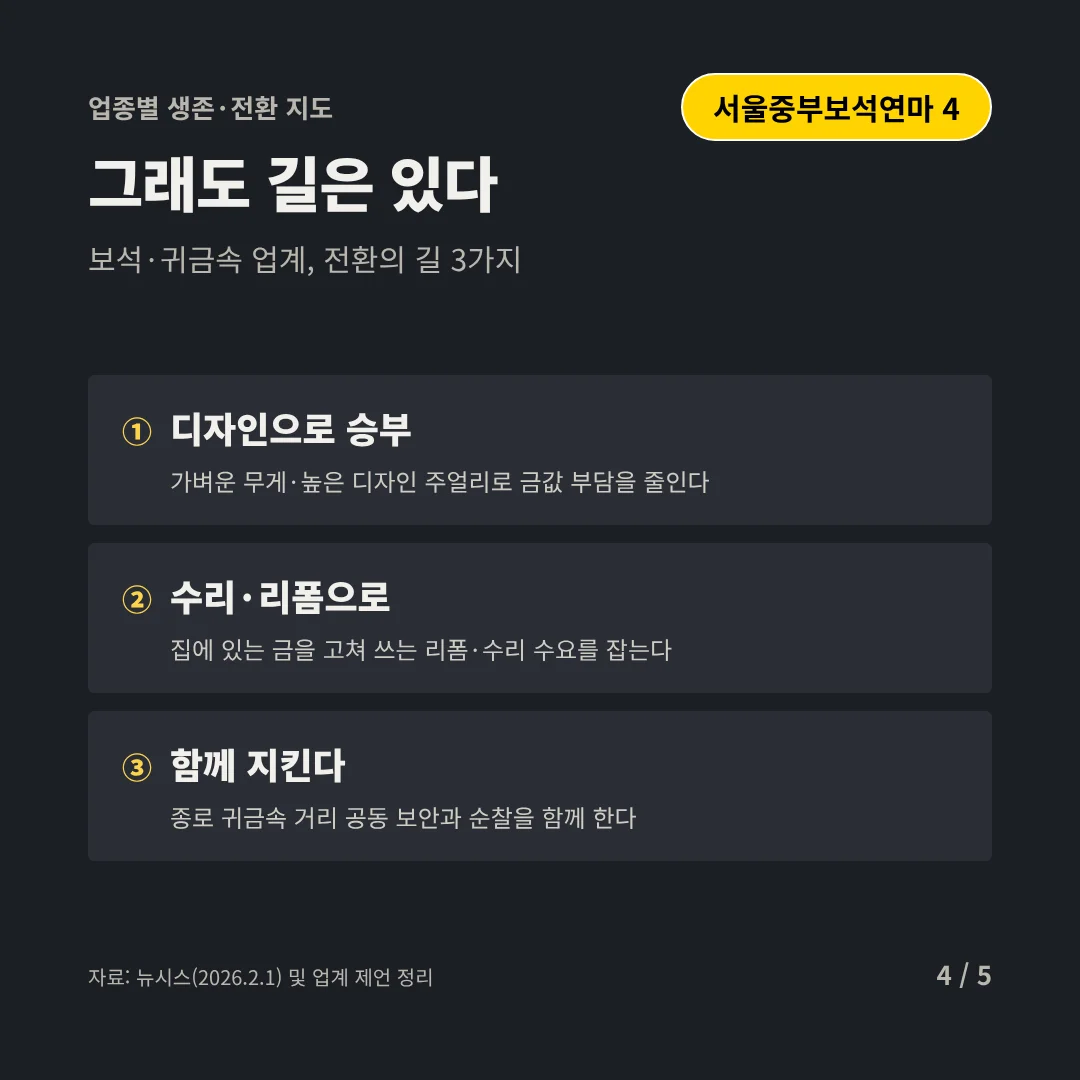 업종별 생존·전환 지도
서울중부보석연마 4
그래도 길은 있다
보석·귀금속 업계, 전환의 길 3가지
① 디자인으로 승부
가벼운 무게·높은 디자인 주얼리로 금값 부담을 줄인다
② 수리·리폼으로
집에 있는 금을 고쳐 쓰는 리폼·수리 수요를 잡는다
③ 함께 지킨다
종로 귀금속 거리 공동 보안과 순찰을 함께 한다
자료: 뉴시스(2026.2.1) 및 업계 제언 정리
4 / 5